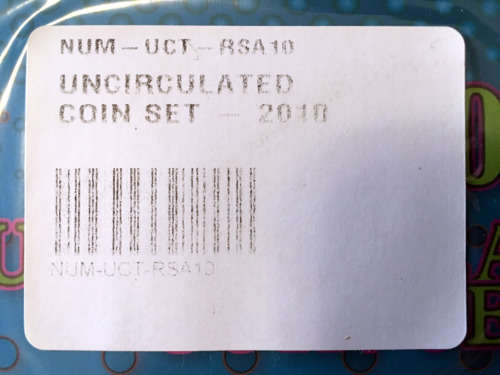 NUM-UCT-RSA10
UNCIRCULATED
COIN SET - 2010
NUM-UCT-RSA10